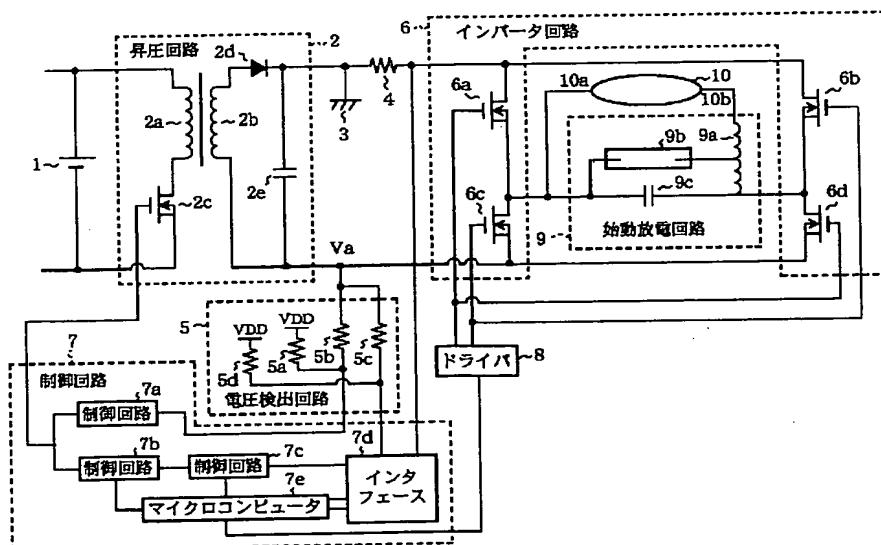 昇圧回路
2d
2
6
インバータ回路
6a
10a
10
10b
6b
4
3
2a
2b
1
9b
9a
2e
9c
2c
6c
6d
9
始動放電回路
Va
5
VDD
VDD
5d
5a
5b
5c
電圧検出回路
7
ドライバ
8
制御回路
7a
制御回路
7b
7c
7d
制御回路
制御回路
7e
インタ
フェース
マイクロコンピュータ